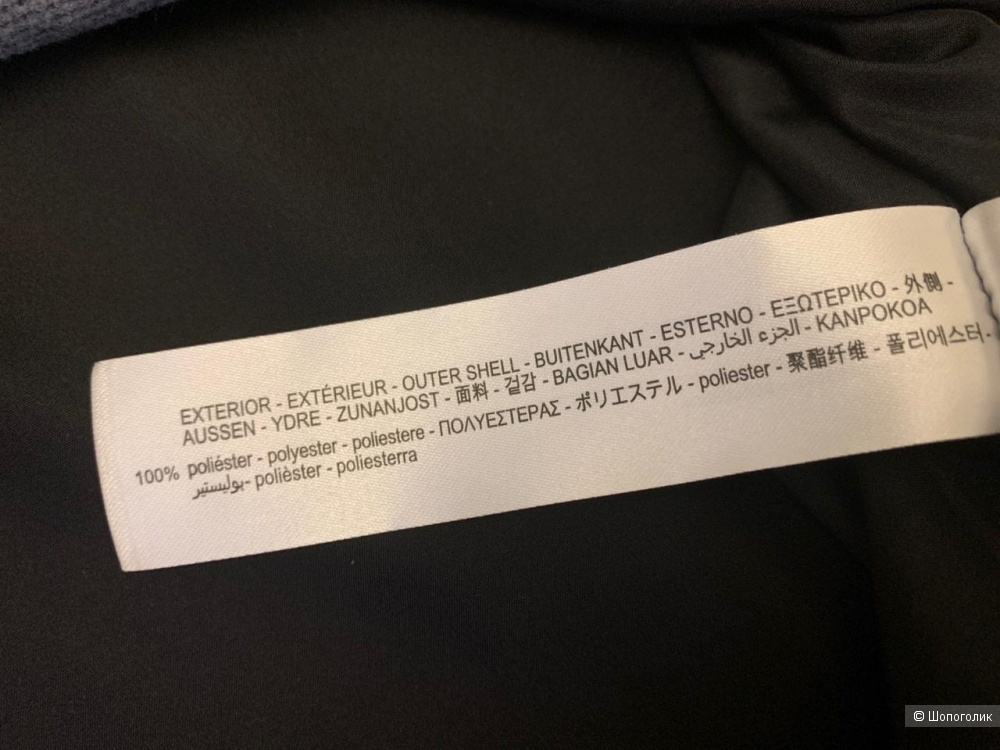 EXTERIOR - EXTÉRIEUR - OUTER SHELL - BUITENKANT - ESTERNO - ΕΞΩΤΕΡΙΚΟ - 外側 -
AUSSEN - YDRE - ZUNANJOST - 面料 - 겉감 - BAGIAN LUAR - الجزء الخارجي - KANPOKOA
100% poliéster - polyester - poliestere - ΠΟΛΥΕΣΤΕΡΑΣ - ポリエステル - poliester - 聚酯纤维 - 폴리에스터 -
بوليستير - polièster - poliesterra
© Шопоголик